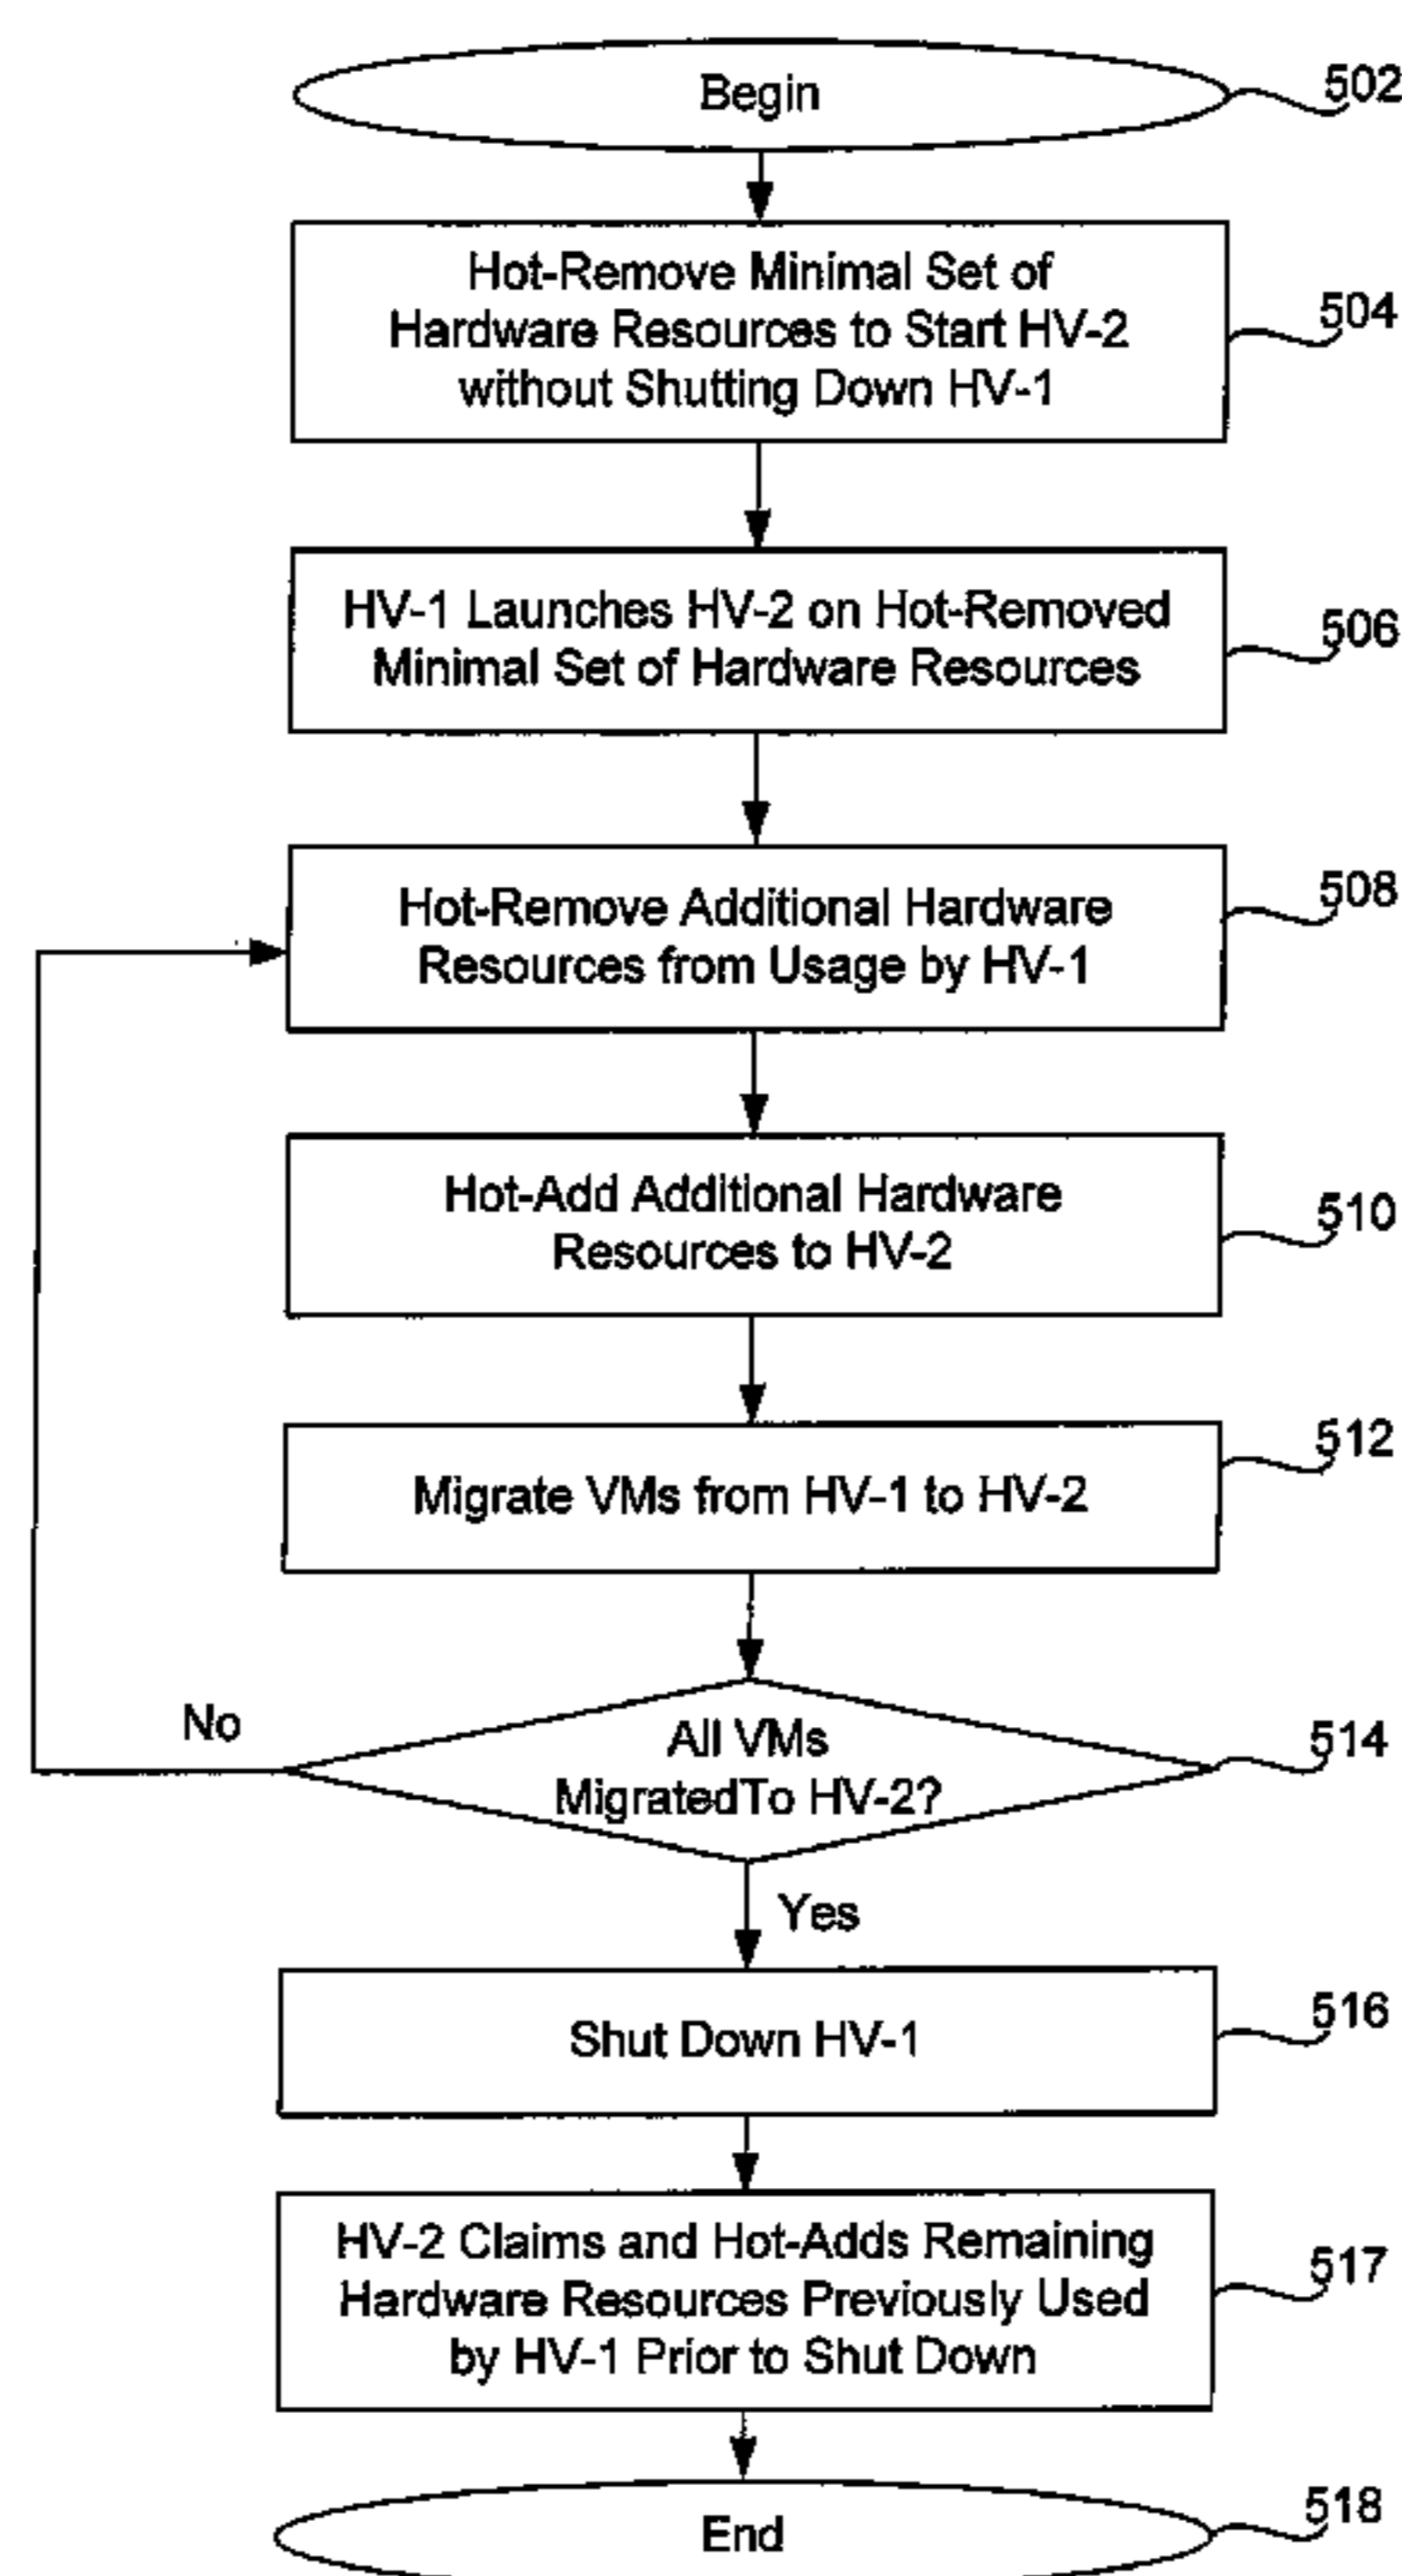 Begin
502
Hot-Remove Minimal Set of
Hardware Resources to Start HV-2
without Shutting Down HV-1
504
HV-1 Launches HV-2 on Hot-Removed
Minimal Set of Hardware Resources
506
Hot-Remove Additional Hardware
Resources from Usage by HV-1
508
Hot-Add Additional Hardware
Resources to HV-2
510
Migrate VMs from HV-1 to HV-2
512
No
All VMs
MigratedTo HV-2?
514
Yes
Shut Down HV-1
516
HV-2 Claims and Hot-Adds Remaining
Hardware Resources Previously Used
by HV-1 Prior to Shut Down
517
End
518